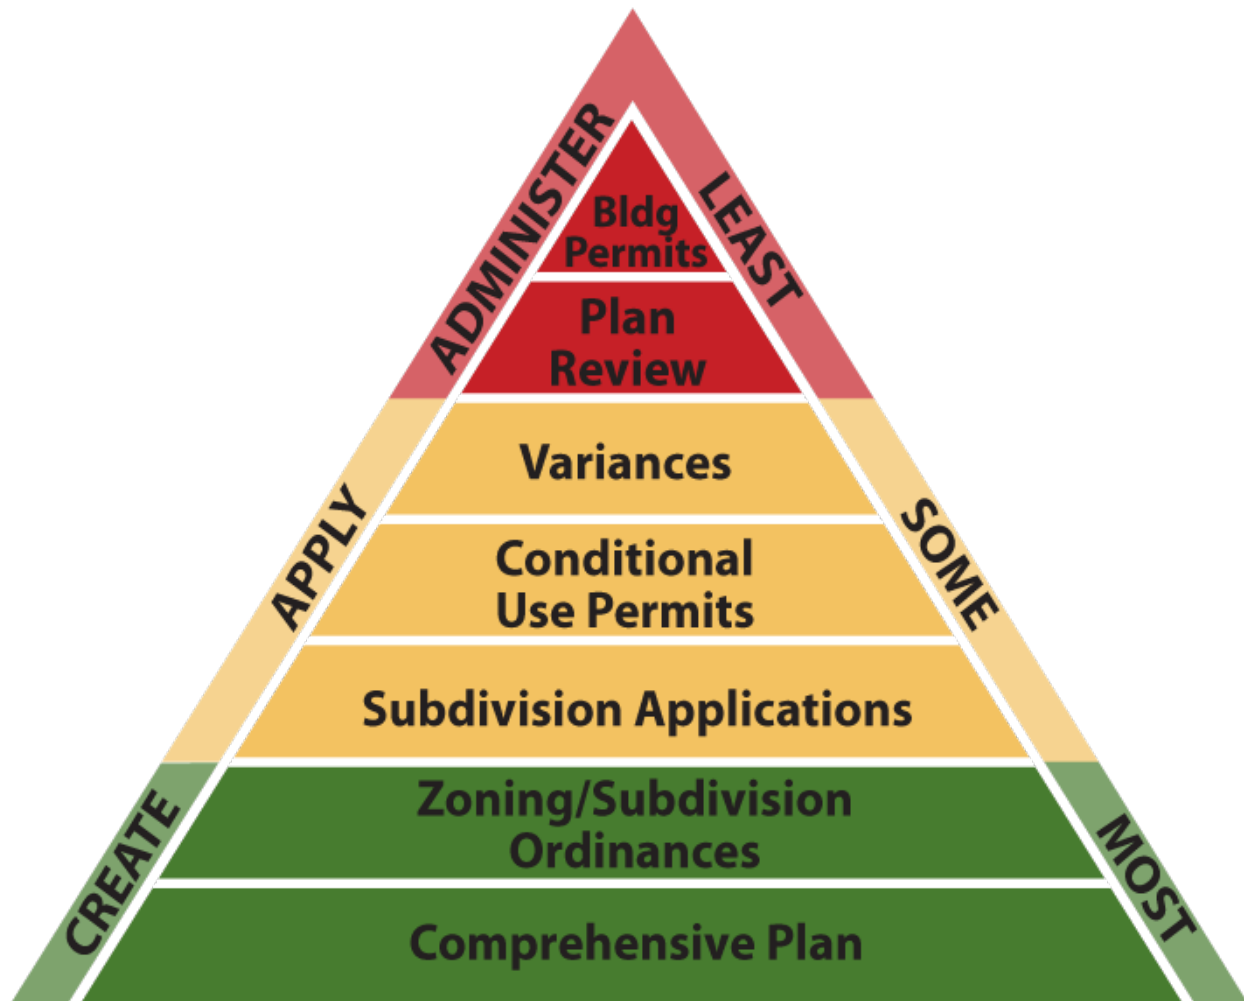 ADMINISTER
LEAST
Bldg
Permits
Plan
Review
APPLY
SOME
Variances
Conditional
Use Permits
Subdivision Applications
CREATE
MOST
Zoning/Subdivision
Ordinances
Comprehensive Plan